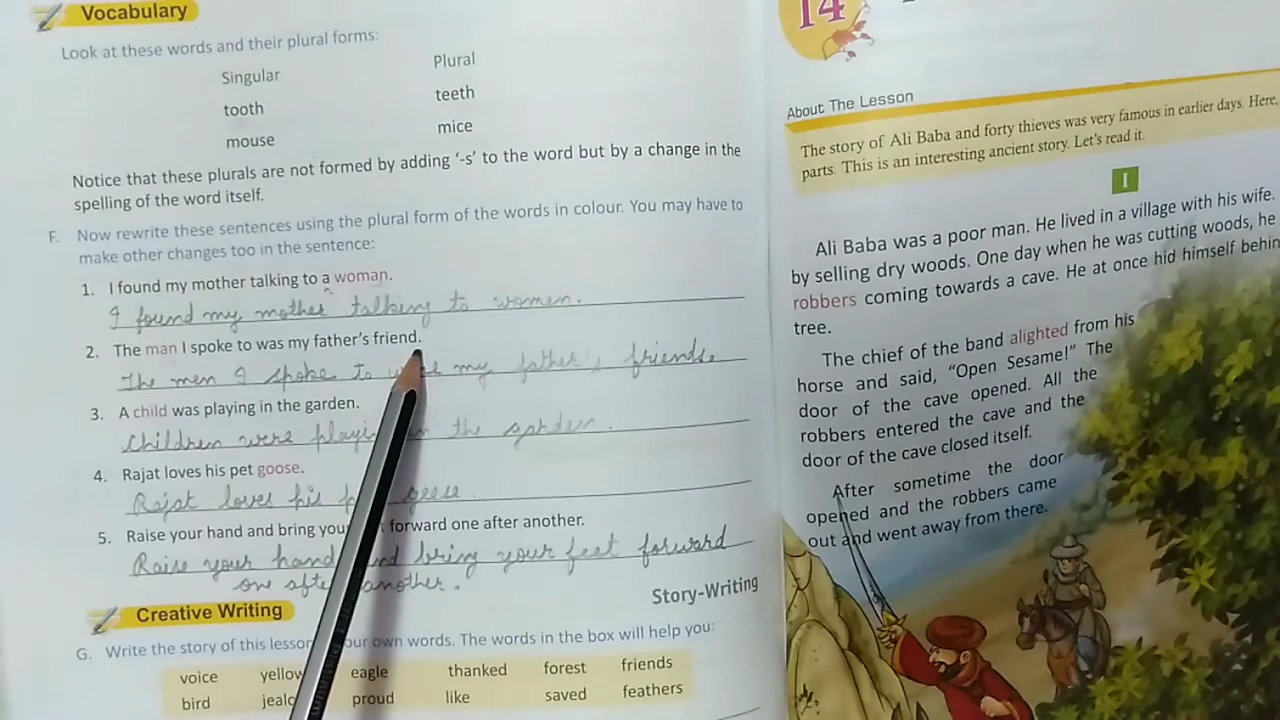 Vocabulary
Look at these words and their plural forms:
Singular Plural
tooth teeth
mouse mice
Notice that these plurals are not formed by adding '-s' to the word but by a change in the
spelling of the word itself.
F. Now rewrite these sentences using the plural form of the words in colour. You may have to
make other changes too in the sentence:
1. I found my mother talking to a woman.
I found my mother talking to women.
2. The man I spoke to was my father's friend.
The men I spoke to my father's friends.
3. A child was playing in the garden.
Children were the garden.
4. Rajat loves his pet goose.
Rajat loves his geese.
5. Raise your hand and bring forward one after another.
Raise your bring your feet forward
one another.
Creative Writing
Story-Writing
G. Write the story of this own words. The words in the box will help you:
voice eagle thanked forest friends
bird proud like saved feathers
14
About The Lesson
The story of Ali Baba and forty thieves was very famous in earlier days. Here,
parts. This is an interesting ancient story. Let's read it.
I
Ali Baba was a poor man. He lived in a village with his wife.
by selling dry woods. One day when he was cutting woods, he
robbers coming towards a cave. He at once hid himself
tree.
The chief of the band alighted from his
horse and said, "Open Sesame!" The
door of the cave opened. All the
robbers entered the cave and the
door of the cave closed itself.
After sometime the door
opened and the robbers came
out and went away from there.